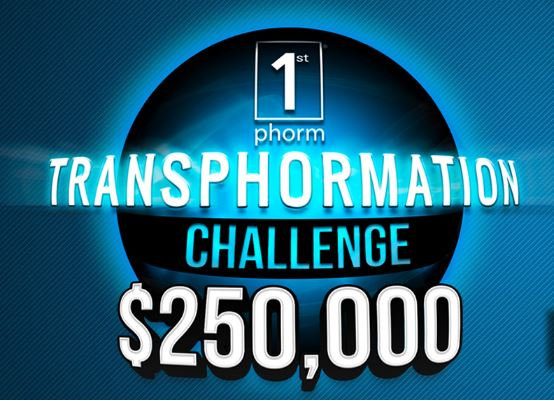 1st
phorm
TRANSPHORMATION
CHALLENGE
$250,000